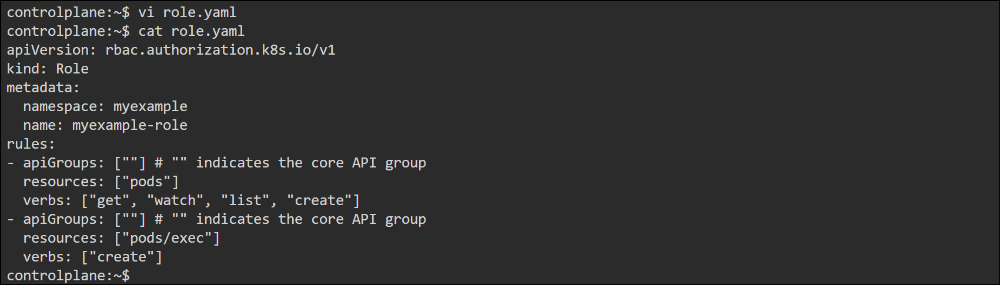 controlplane:~$ vi role.yaml
controlplane:~$ cat role.yaml
apiVersion: rbac.authorization.k8s.io/v1
kind: Role
metadata:
  namespace: myexample
  name: myexample-role
rules:
- apiGroups: [""] # "" indicates the core API group
  resources: ["pods"]
  verbs: ["get", "watch", "list", "create"]
- apiGroups: [""] # "" indicates the core API group
  resources: ["pods/exec"]
  verbs: ["create"]
controlplane:~$